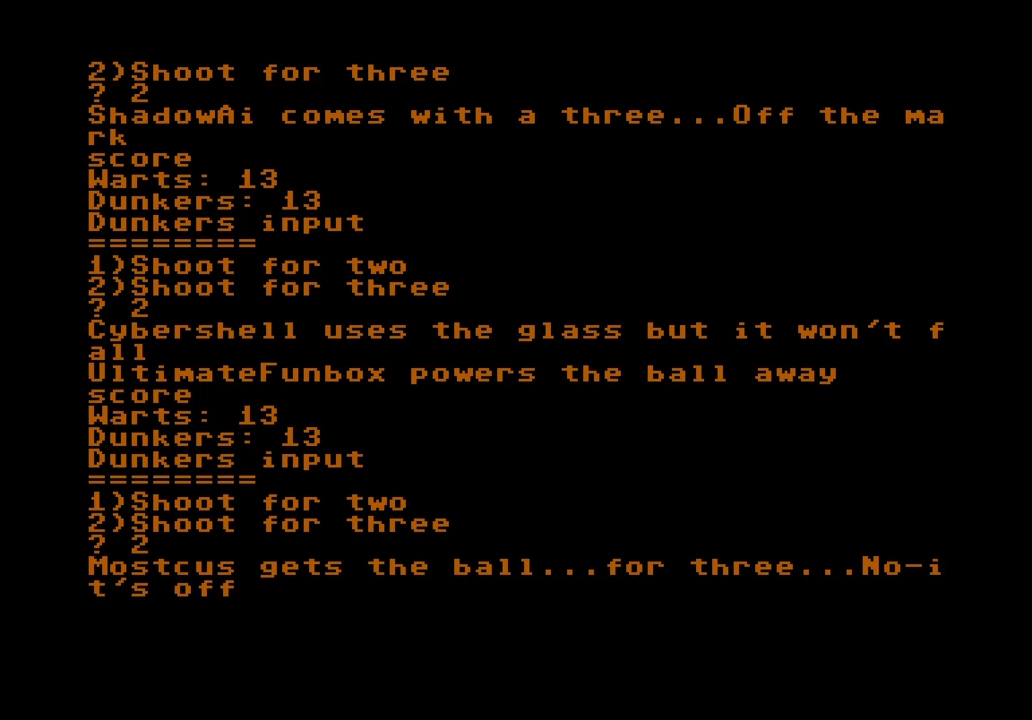 2)Shoot for three
? 2
ShadowAi comes with a three...Off the ma
rk
score
Warts: 13
Dunkers: 13
Dunkers input
========
1)Shoot for two
2)Shoot for three
? 2
Cybershell uses the glass but it won't f
all
UltimateFunbox powers the ball away
score
Warts: 13
Dunkers: 13
Dunkers input
========
1)Shoot for two
2)Shoot for three
? 2
Mostcus gets the ball...for three...No-i
t's off